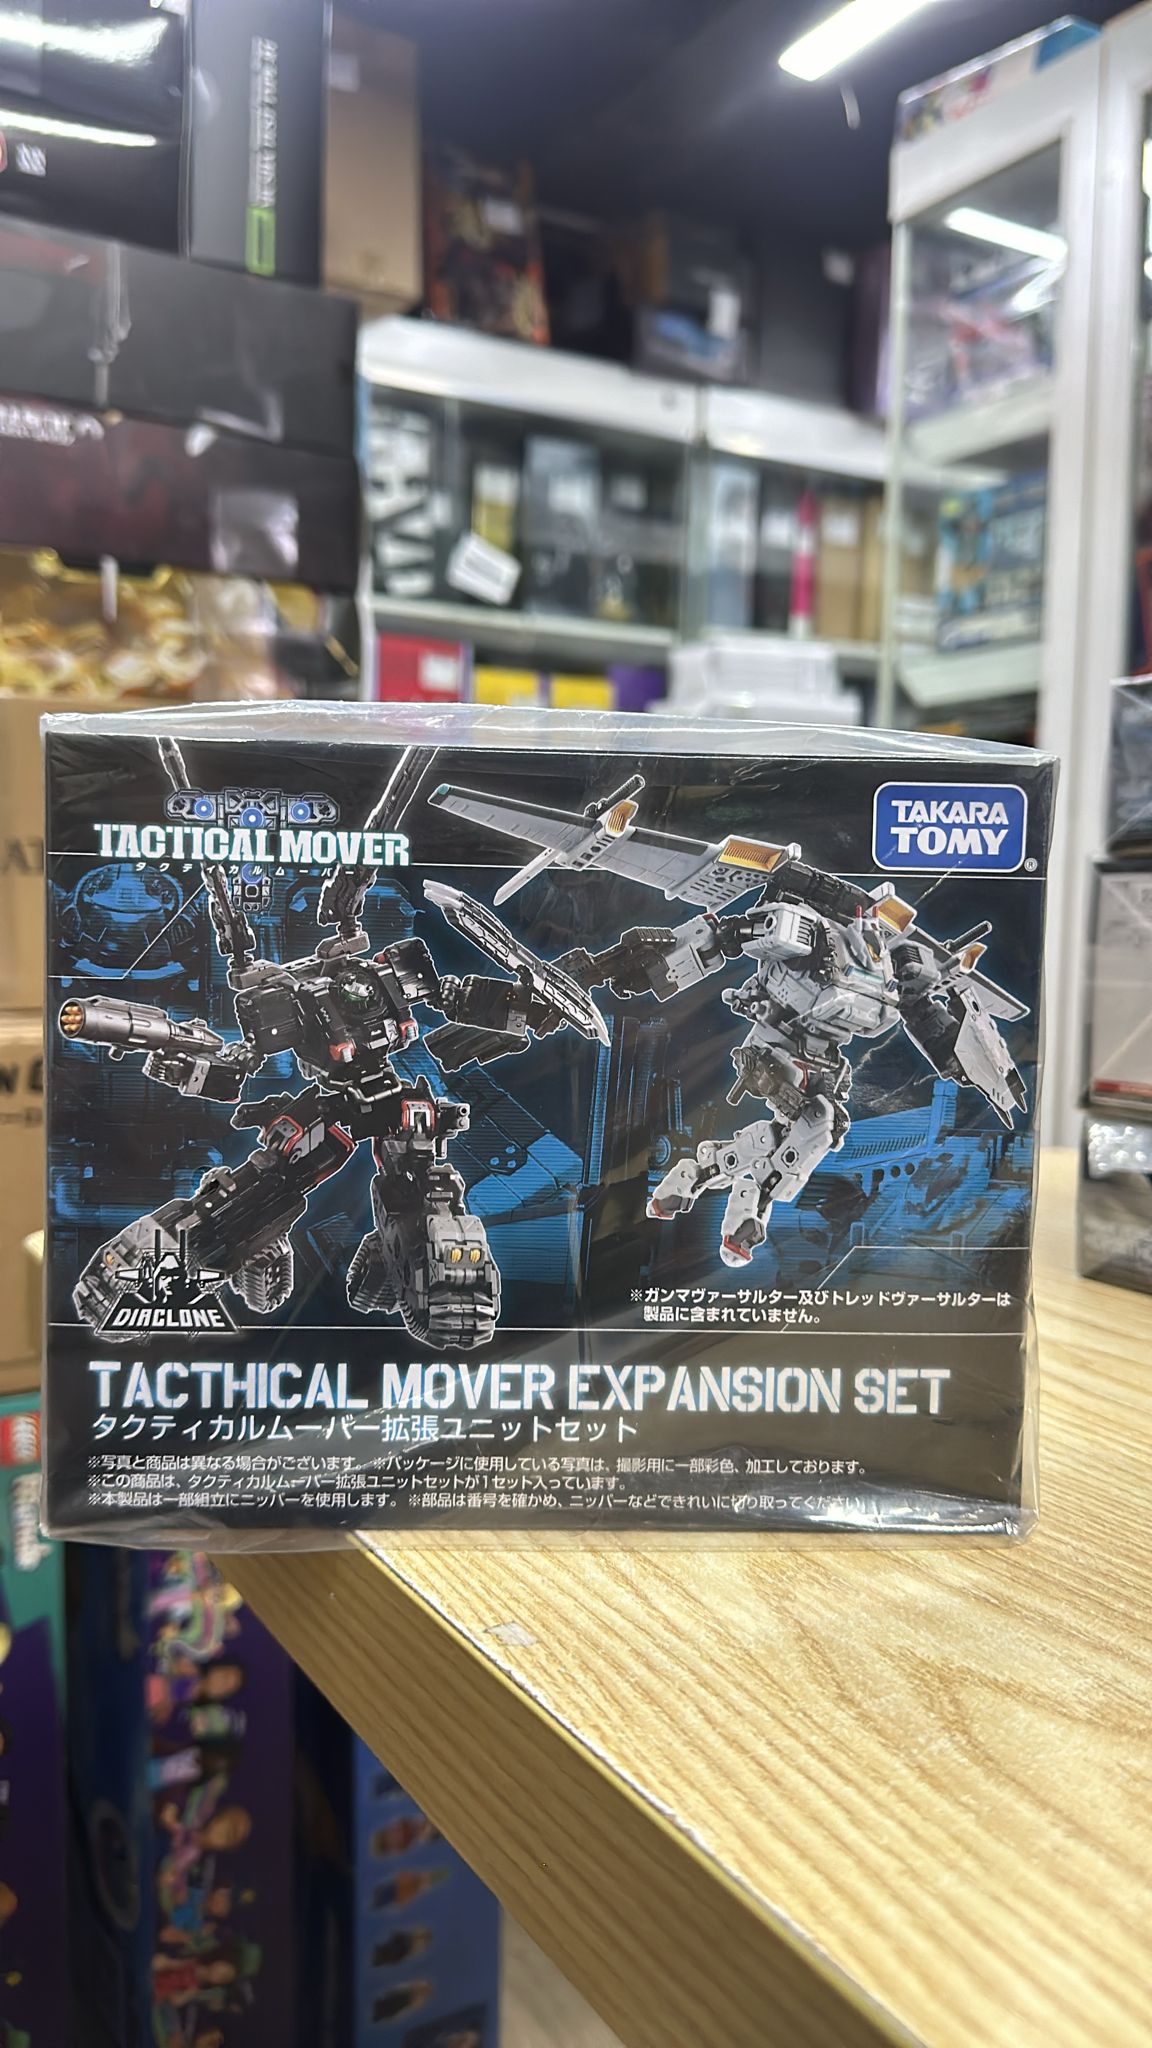 TACTICAL MOVER
タクティカルムーバー
TAKARA
TOMY
®
DIACLONE
※ガンマヴァーサルター及びトレッドヴァーサルターは
製品に含まれていません。
TACTHICAL MOVER EXPANSION SET
タクティカルムーバー拡張ユニットセット
※写真と商品は異なる場合がございます。※パッケージに使用している写真は、撮影用に一部彩色、加工しております。
※この商品は、タクティカルムーバー拡張ユニットセットが1セット入っています。
※本製品は一部組立にニッパーを使用します。※部品は番号を確かめ、ニッパーなどできれいに切り取ってください。